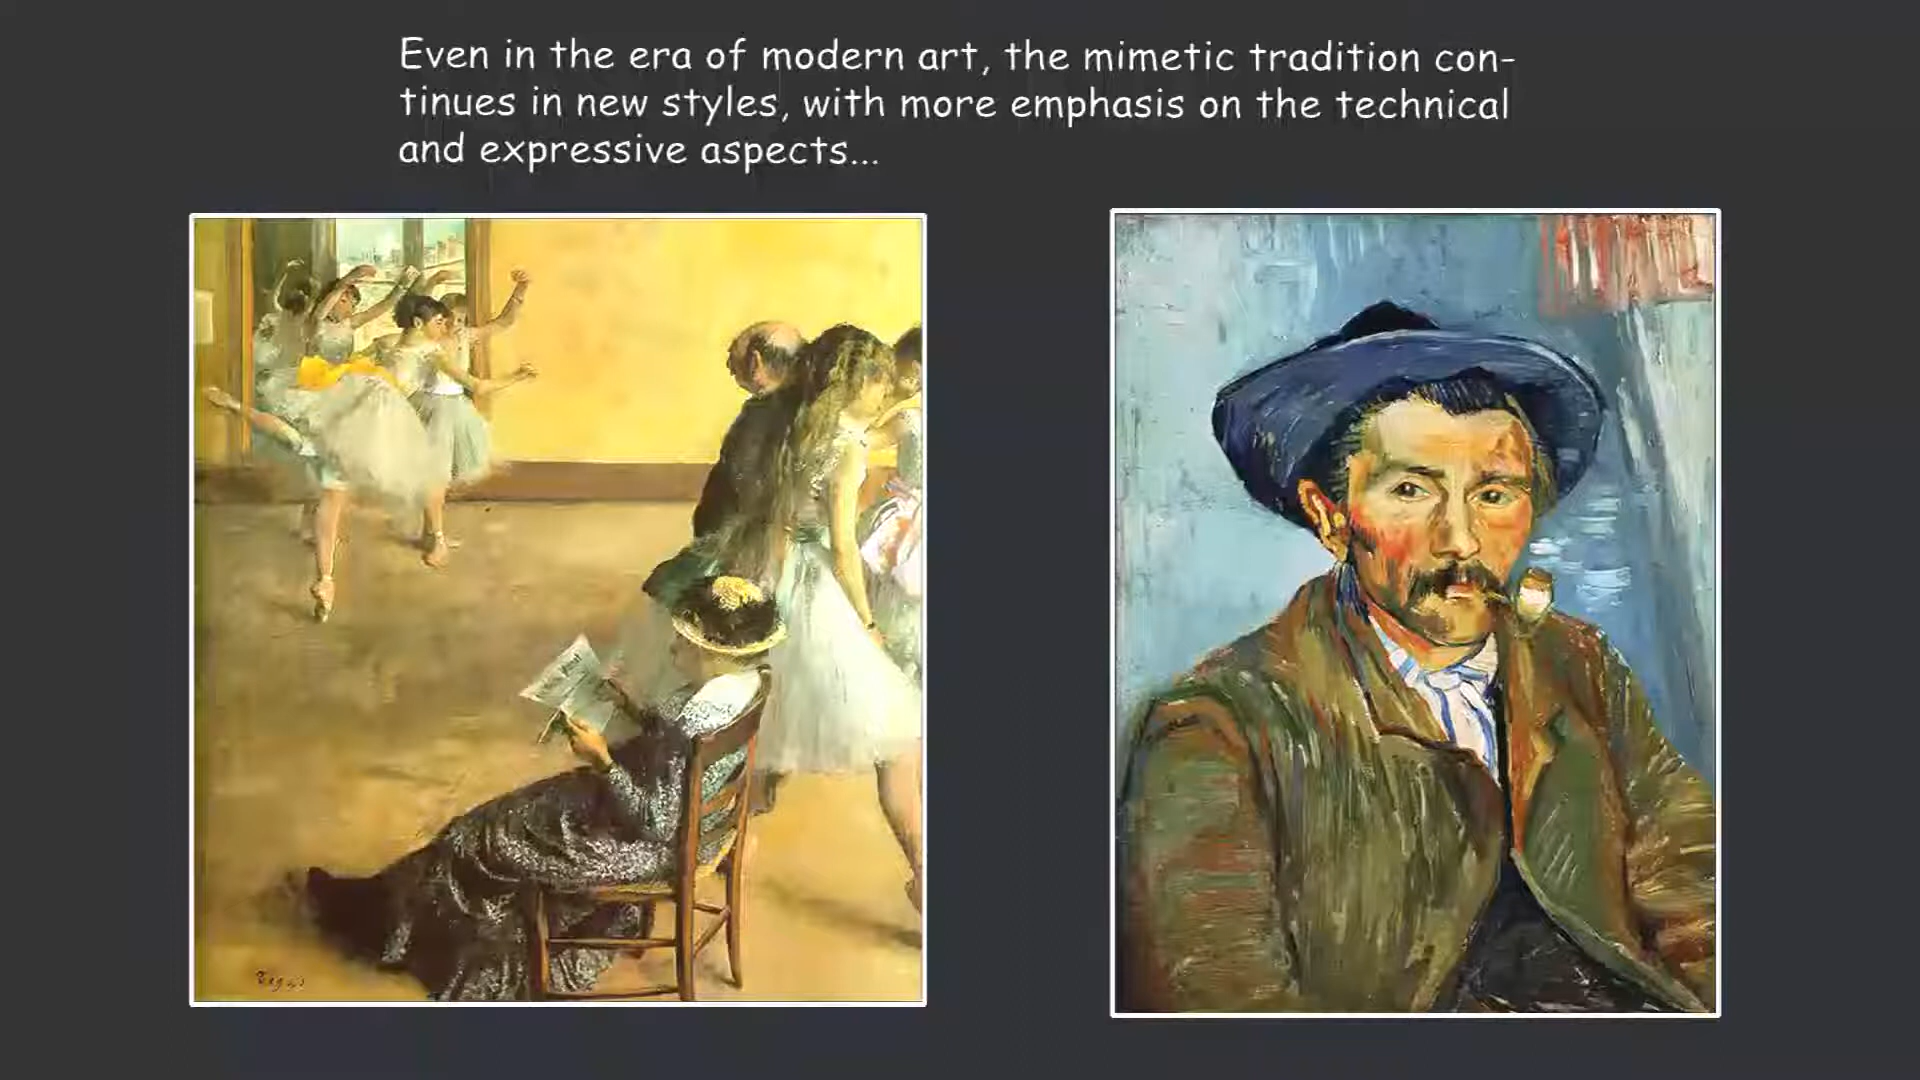 Even in the era of modern art, the mimetic tradition con-
tinues in new styles, with more emphasis on the technical
and expressive aspects...
Degas